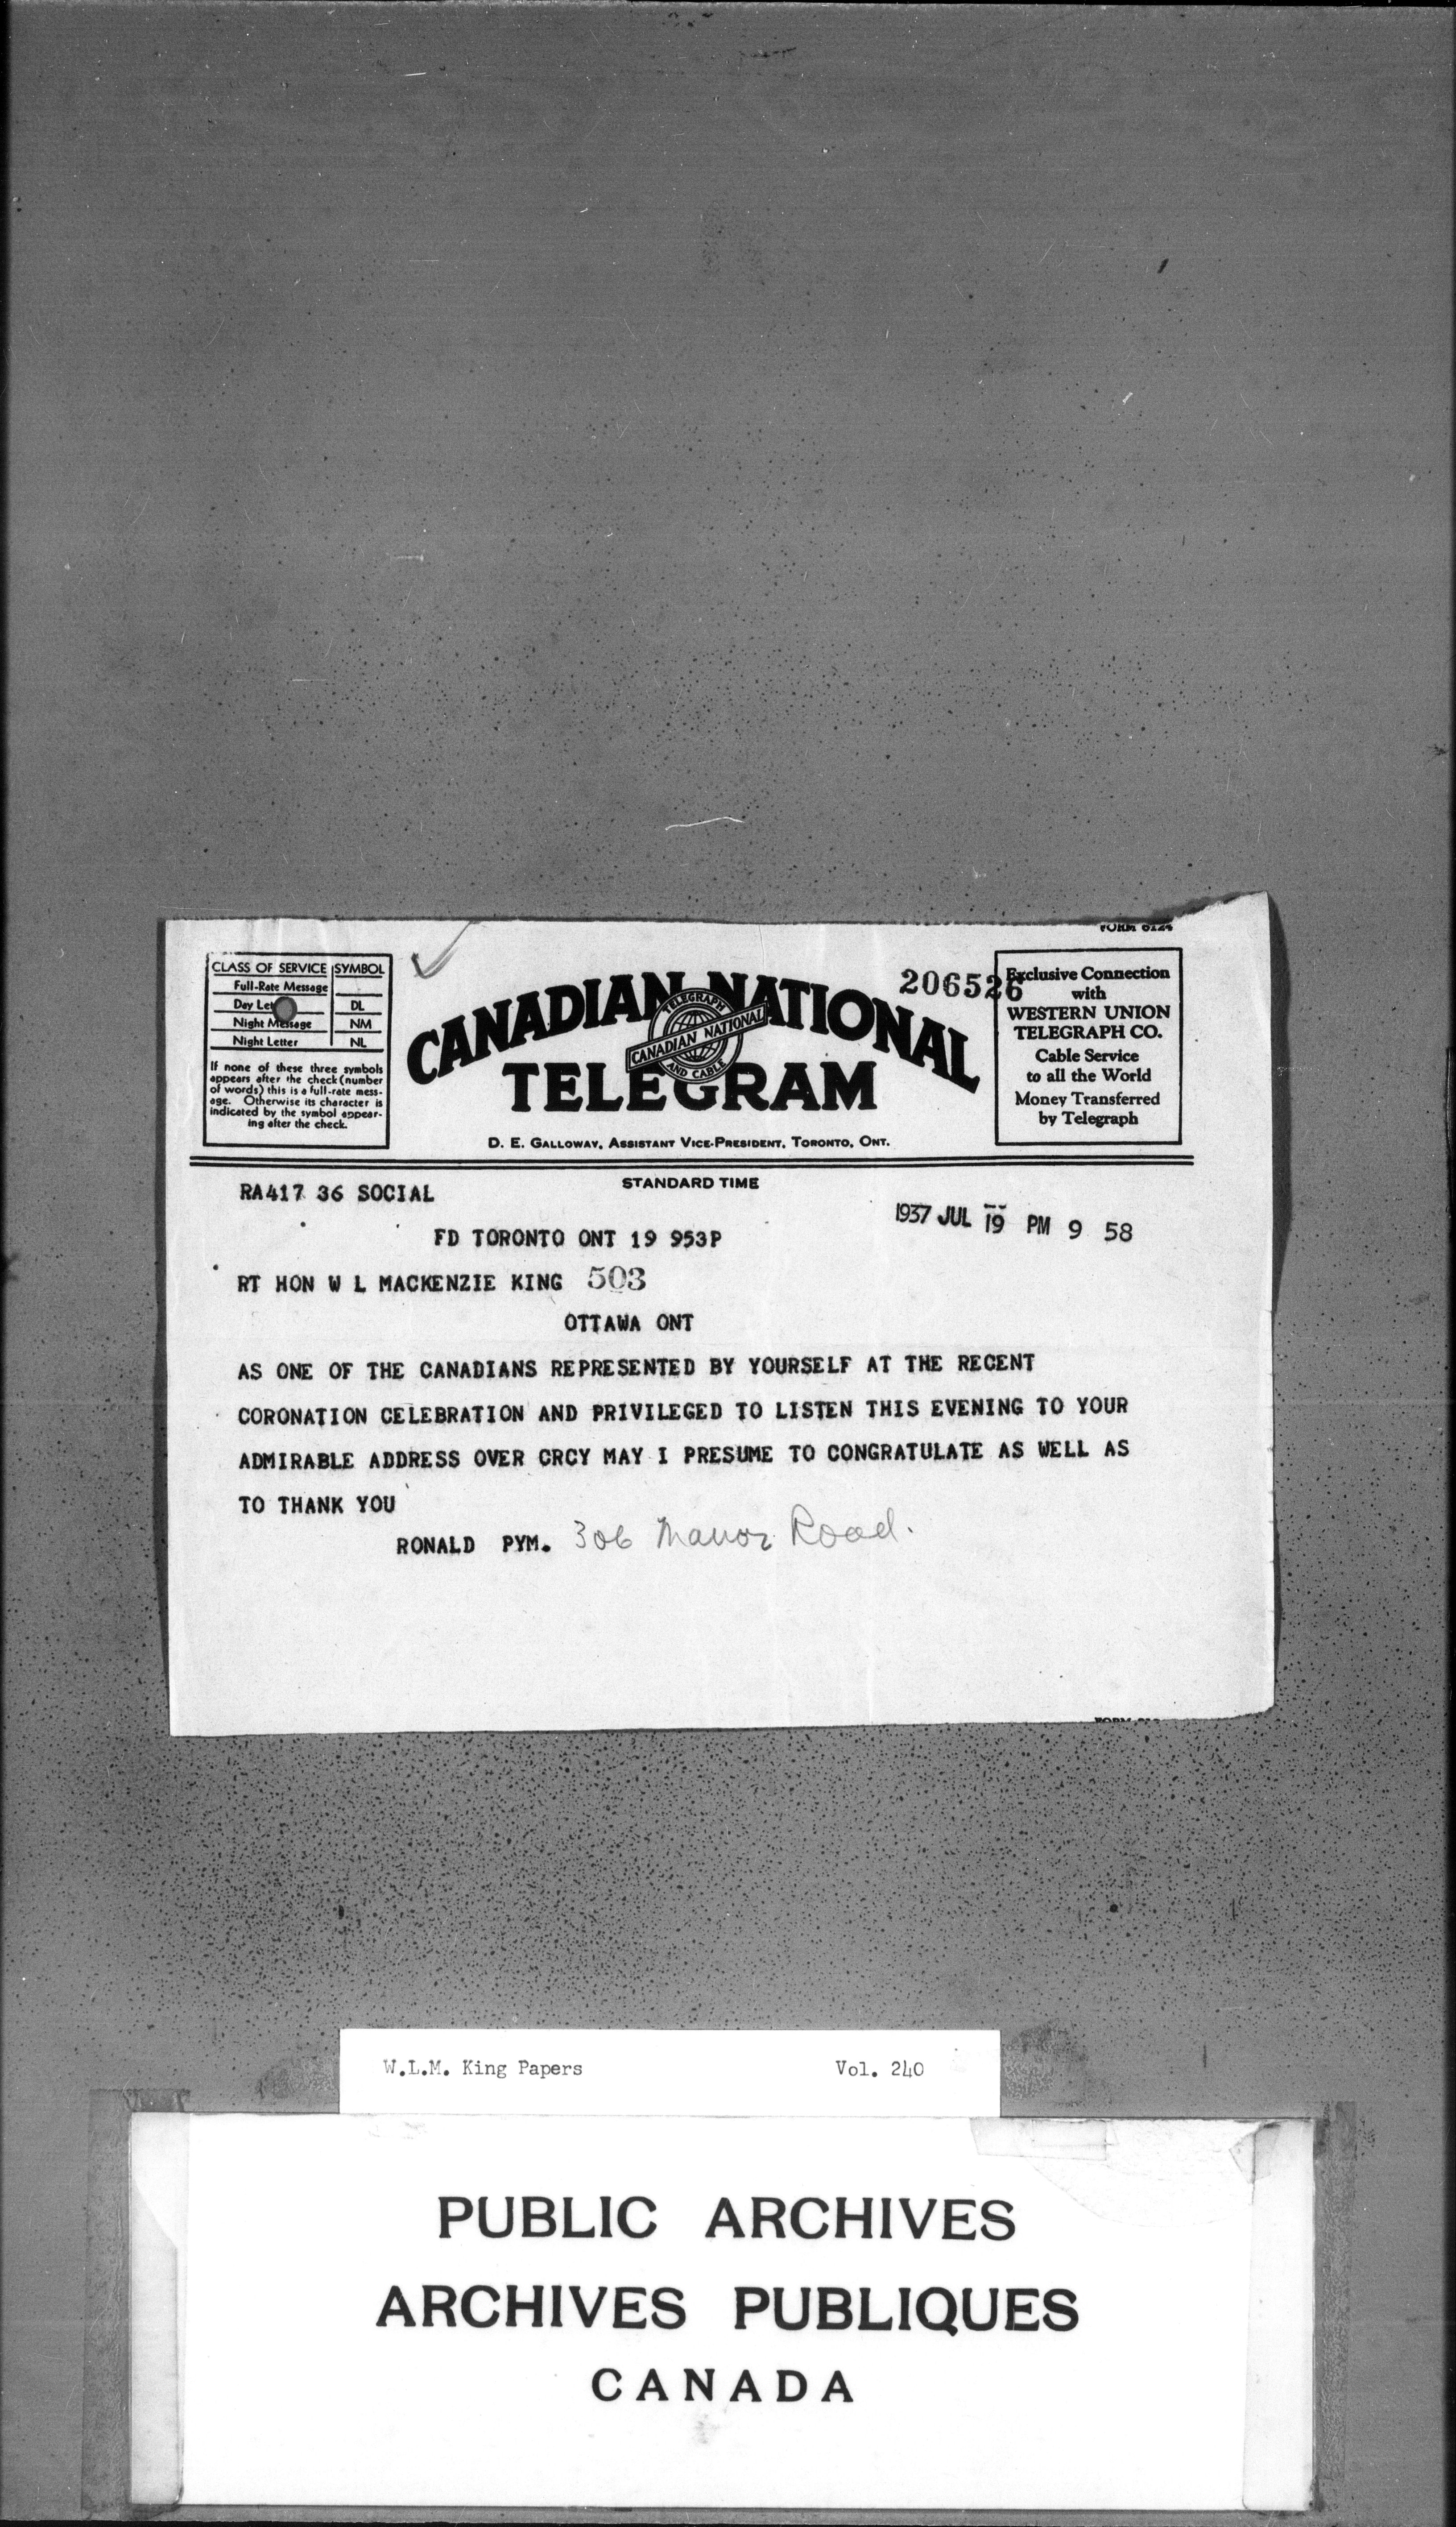 FORM 6124
CLASS OF SERVICE SYMBOL
Full-Rate Message
Day Let DL
Night Message NM
Night Letter NL
If none of these three symbols
appears after the check (number
of words) this is a full-rate mess-
age. Otherwise its character is
indicated by the symbol appear-
ing after the check.
CANADIAN NATIONAL
TELEGRAPH
CANADIAN NATIONAL
AND CABLE
TELEGRAM
D. E. GALLOWAY, ASSISTANT VICE-PRESIDENT, TORONTO, ONT.
206526
Exclusive Connection
with
WESTERN UNION
TELEGRAPH CO.
Cable Service
to all the World
Money Transferred
by Telegraph
STANDARD TIME
RA417 36 SOCIAL
1937 JUL 19 PM 9 58
FD TORONTO ONT 19 953P
RT HON W L MACKENZIE KING 503
OTTAWA ONT
AS ONE OF THE CANADIANS REPRESENTED BY YOURSELF AT THE RECENT
CORONATION CELEBRATION AND PRIVILEGED TO LISTEN THIS EVENING TO YOUR
ADMIRABLE ADDRESS OVER CRCY MAY I PRESUME TO CONGRATULATE AS WELL AS
TO THANK YOU
RONALD PYM. 306 Manor Road.
W.L.M. King Papers Vol. 240
PUBLIC ARCHIVES
ARCHIVES PUBLIQUES
CANADA